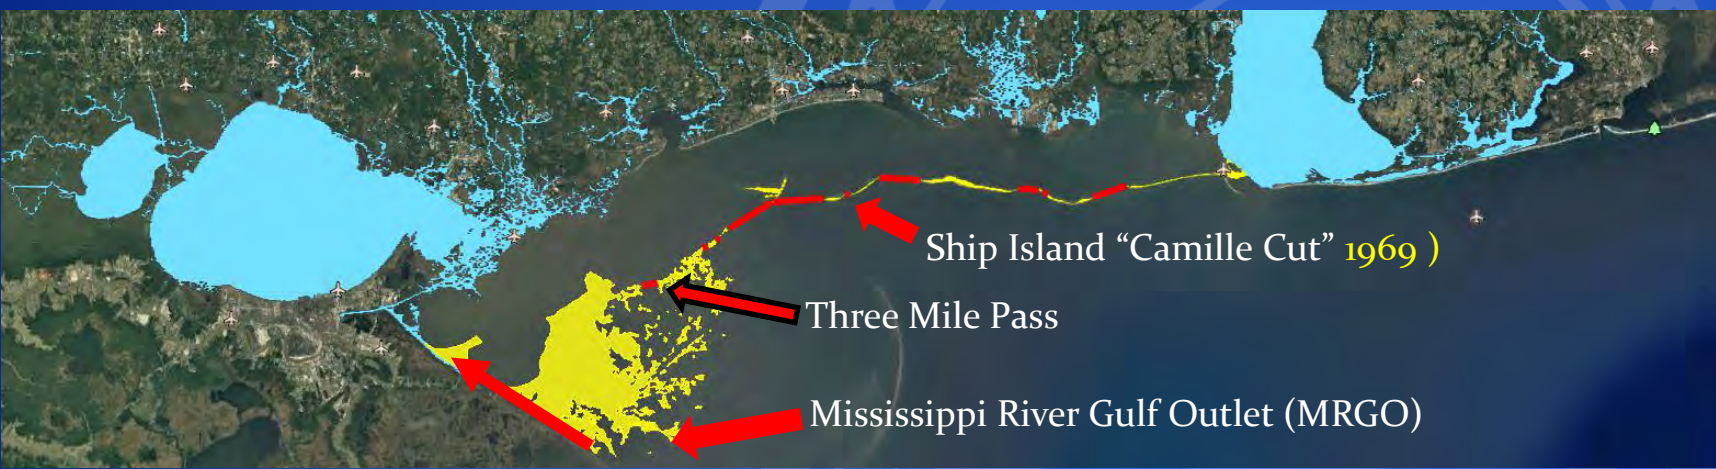 Ship Island “Camille Cut” 1969 )
Three Mile Pass
Mississippi River Gulf Outlet (MRGO)